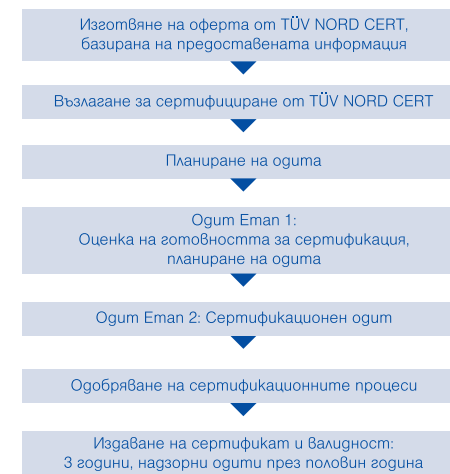 Изготвяне на оферта от TÜV NORD CERT,
базирана на предоставената информация
Възлагане за сертифициране от TÜV NORD CERT
Планиране на одита
Одит Етап 1:
Оценка на готовността за сертификация,
планиране на одита
Одит Етап 2: Сертификационен одит
Одобряване на сертификационните процеси
Издаване на сертификат и валидност:
3 години, надзорни одити през половин година